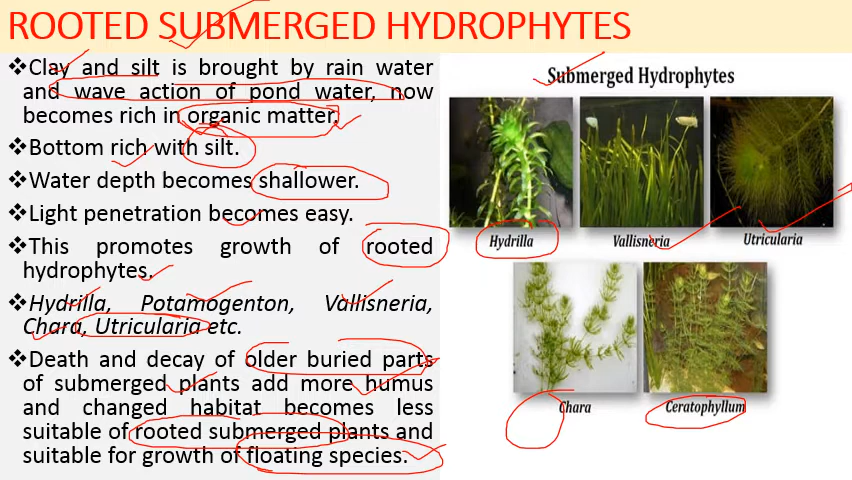 ROOTED SUBMERGED HYDROPHYTES
❖Clay and silt is brought by rain water
and wave action of pond water, now
becomes rich in organic matter.
❖Bottom rich with silt.
❖Water depth becomes shallower.
❖Light penetration becomes easy.
❖This promotes growth of rooted
hydrophytes.
❖Hydrilla, Potamogenton, Vallisneria,
Chara, Utricularia etc.
❖Death and decay of older buried parts
of submerged plants add more humus
and changed habitat becomes less
suitable of rooted submerged plants and
suitable for growth of floating species.
Submerged Hydrophytes
Hydrilla Vallisneria Utricularia
Chara Ceratophyllum